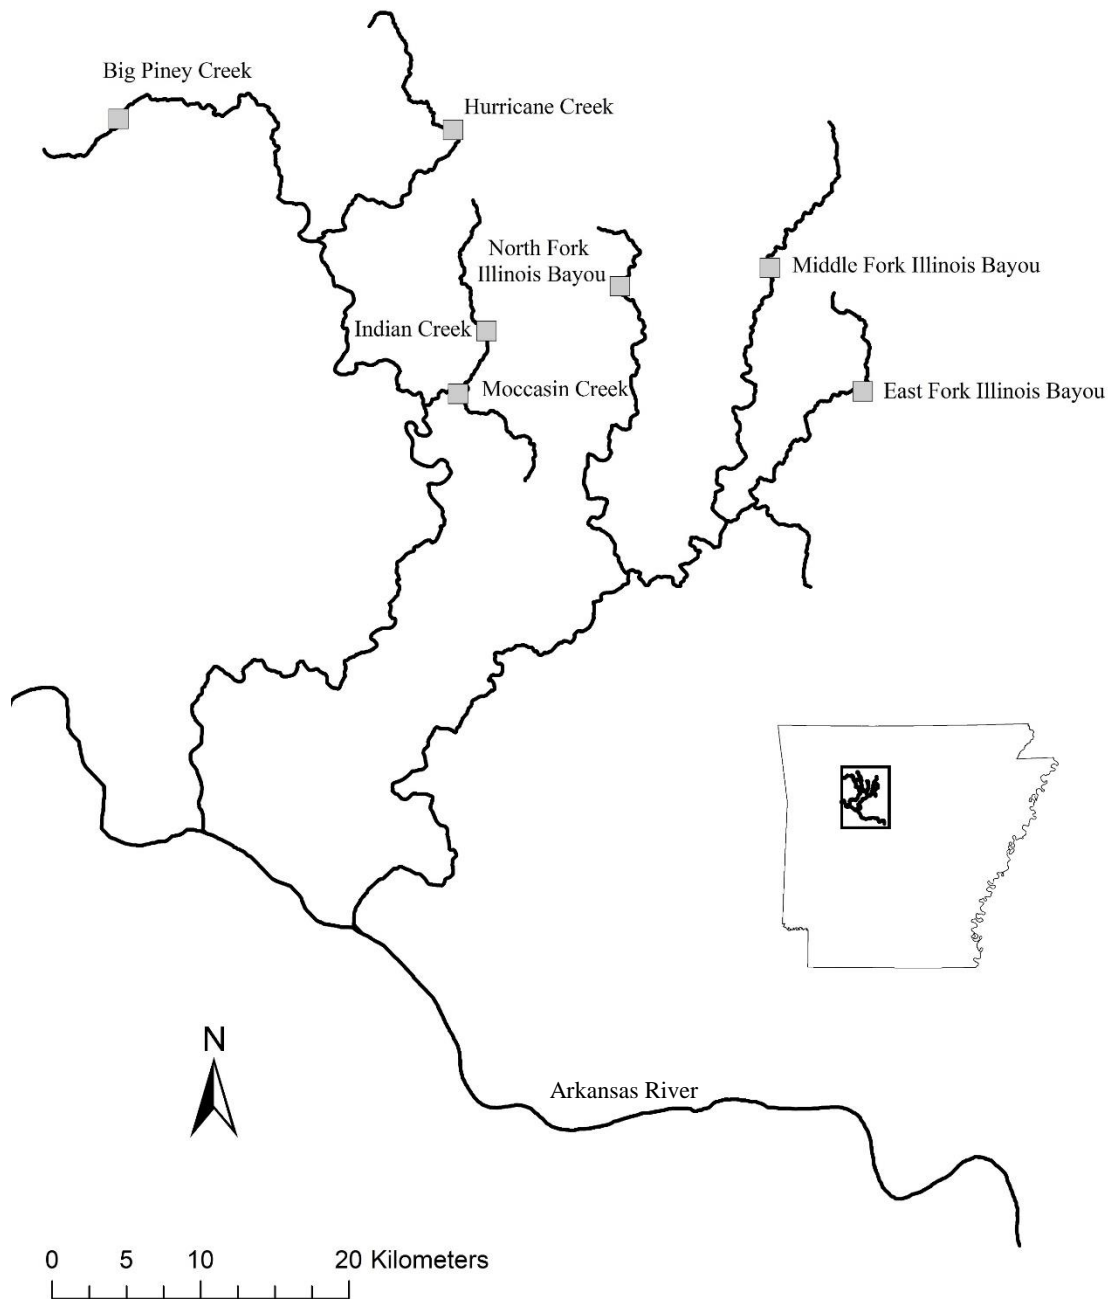 Big Piney Creek
Hurricane Creek
North Fork
Illinois Bayou
Middle Fork Illinois Bayou
Indian Creek
Moccasin Creek
East Fork Illinois Bayou
N
Arkansas River
0 5 10 20 Kilometers